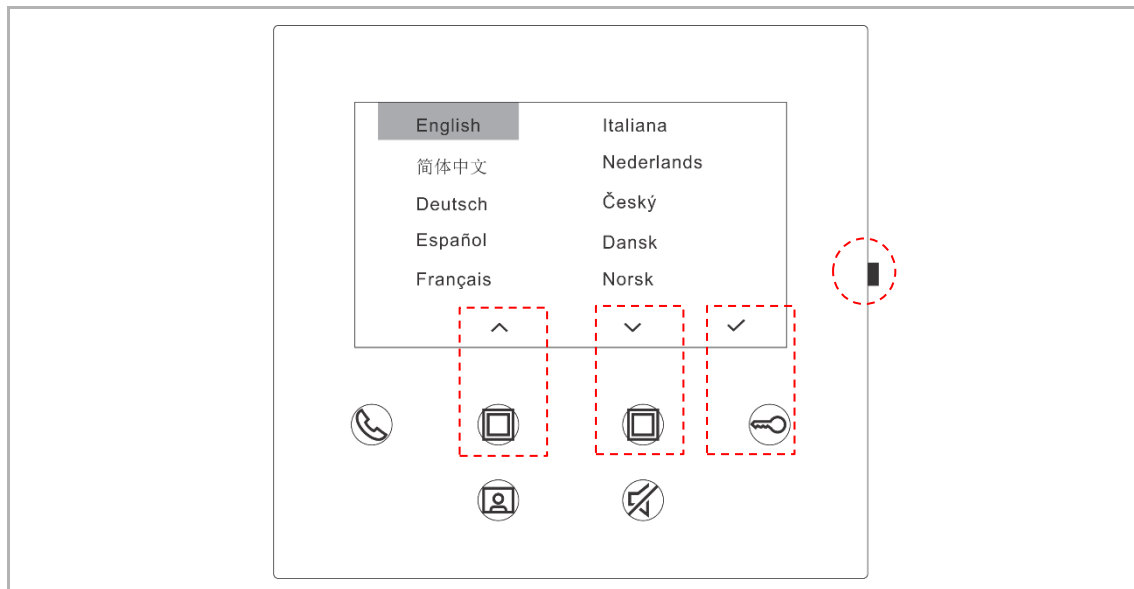 English
简体中文
Deutsch
Español
Français
Italiana
Nederlands
Český
Dansk
Norsk